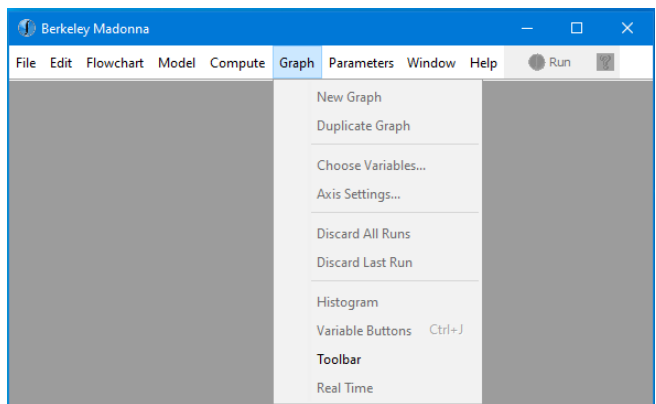 Berkeley Madonna
File Edit Flowchart Model Compute Graph Parameters Window Help Run ?
New Graph
Duplicate Graph
Choose Variables...
Axis Settings...
Discard All Runs
Discard Last Run
Histogram
Variable Buttons Ctrl+J
Toolbar
Real Time